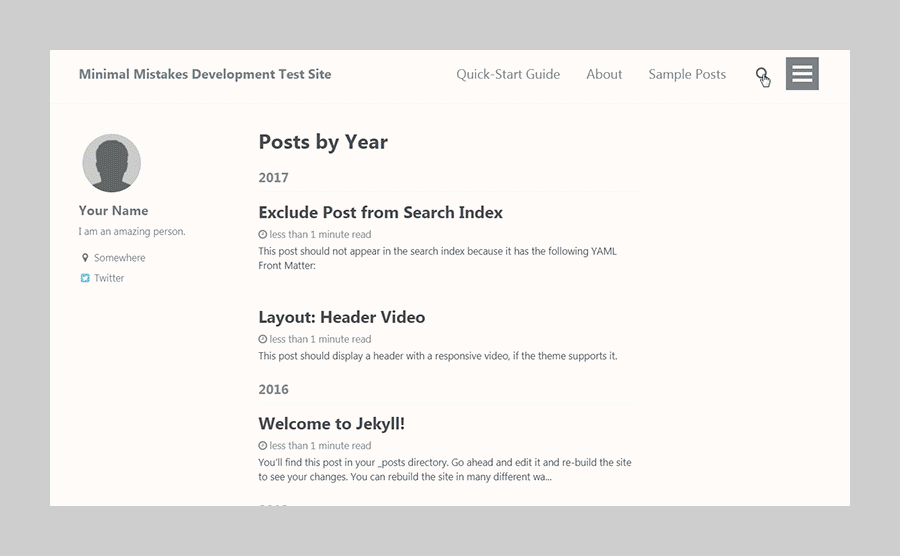 Minimal Mistakes Development Test Site
Quick-Start Guide About Sample Posts
Your Name
I am an amazing person.
Somewhere
Twitter
Posts by Year
2017
Exclude Post from Search Index
less than 1 minute read
This post should not appear in the search index because it has the following YAML
Front Matter:
Layout: Header Video
less than 1 minute read
This post should display a header with a responsive video, if the theme supports it.
2016
Welcome to Jekyll!
less than 1 minute read
You'll find this post in your _posts directory. Go ahead and edit it and re-build the site
to see your changes. You can rebuild the site in many different wa...